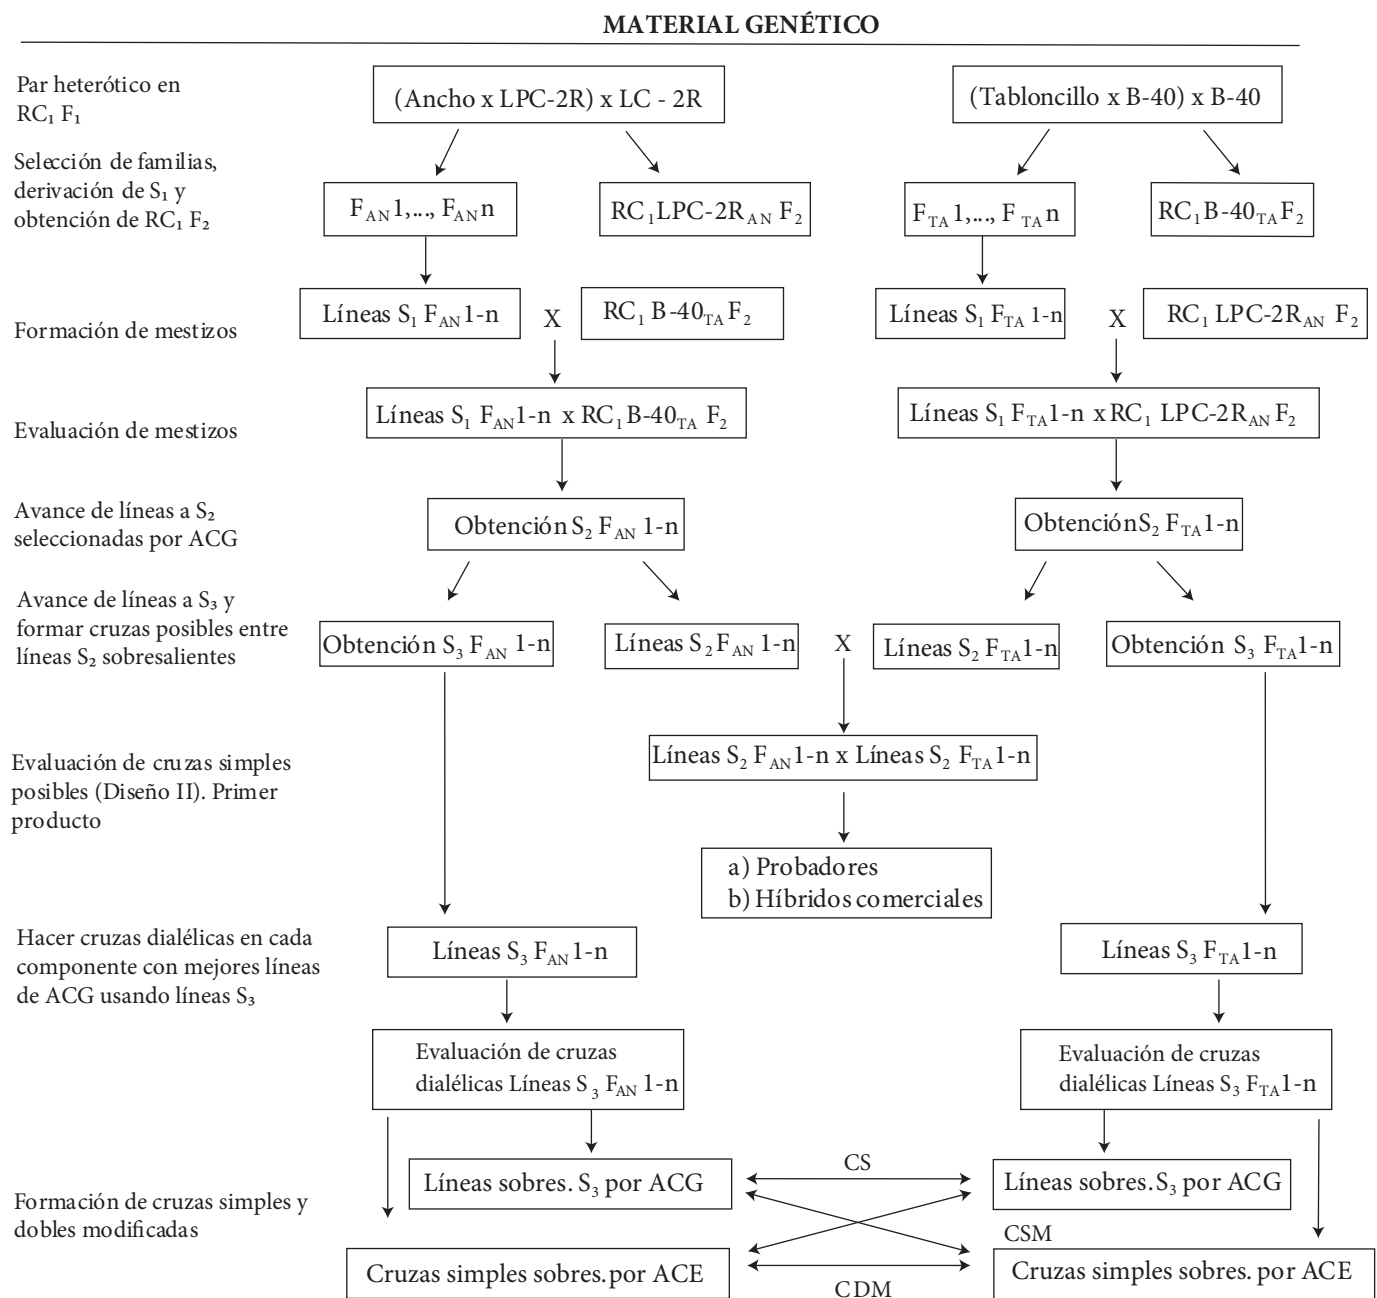 MATERIAL GENÉTICO
Par heterótico en
RC₁ F₁
(Ancho x LPC-2R) x LC - 2R
(Tabloncillo x B-40) x B-40
Selección de familias,
derivación de S₁ y
obtención de RC₁ F₂
F_AN 1,..., F_AN n
RC₁LPC-2R_AN F₂
F_TA 1,..., F_TA n
RC₁B-40_TA F₂
Formación de mestizos
Líneas S₁ F_AN 1-n
X
RC₁ B-40_TA F₂
Líneas S₁ F_TA 1-n
X
RC₁ LPC-2R_AN F₂
Evaluación de mestizos
Líneas S₁ F_AN 1-n x RC₁ B-40_TA F₂
Líneas S₁ F_TA 1-n x RC₁ LPC-2R_AN F₂
Avance de líneas a S₂
seleccionadas por ACG
Obtención S₂ F_AN 1-n
Obtención S₂ F_TA 1-n
Avance de líneas a S₃ y
formar cruzas posibles entre
líneas S₂ sobresalientes
Obtención S₃ F_AN 1-n
Líneas S₂ F_AN 1-n
X
Líneas S₂ F_TA 1-n
Obtención S₃ F_TA 1-n
Evaluación de cruzas simples
posibles (Diseño II). Primer
producto
Líneas S₂ F_AN 1-n x Líneas S₂ F_TA 1-n
a) Probadores
b) Híbridos comerciales
Hacer cruzas dialélicas en cada
componente con mejores líneas
de ACG usando líneas S₃
Líneas S₃ F_AN 1-n
Líneas S₃ F_TA 1-n
Evaluación de cruzas
dialélicas Líneas S₃ F_AN 1-n
Evaluación de cruzas
dialélicas Líneas S₃ F_TA 1-n
Formación de cruzas simples y
dobles modificadas
Líneas sobres. S₃ por ACG
CS
Líneas sobres. S₃ por ACG
CSM
Cruzas simples sobres. por ACE
CDM
Cruzas simples sobres. por ACE